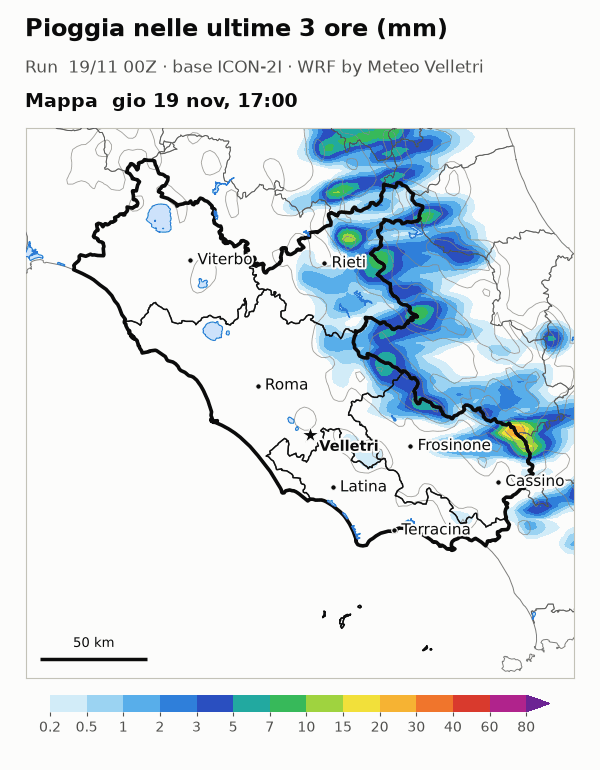 Pioggia nelle ultime 3 ore (mm)
Run  19/11 00Z · base ICON-2I · WRF by Meteo Velletri
Mappa  gio 19 nov, 17:00
Viterbo
Rieti
Roma
Velletri
Frosinone
Latina
Cassino
Terracina
50 km
0.2 0.5 1 2 3 5 7 10 15 20 30 40 60 80